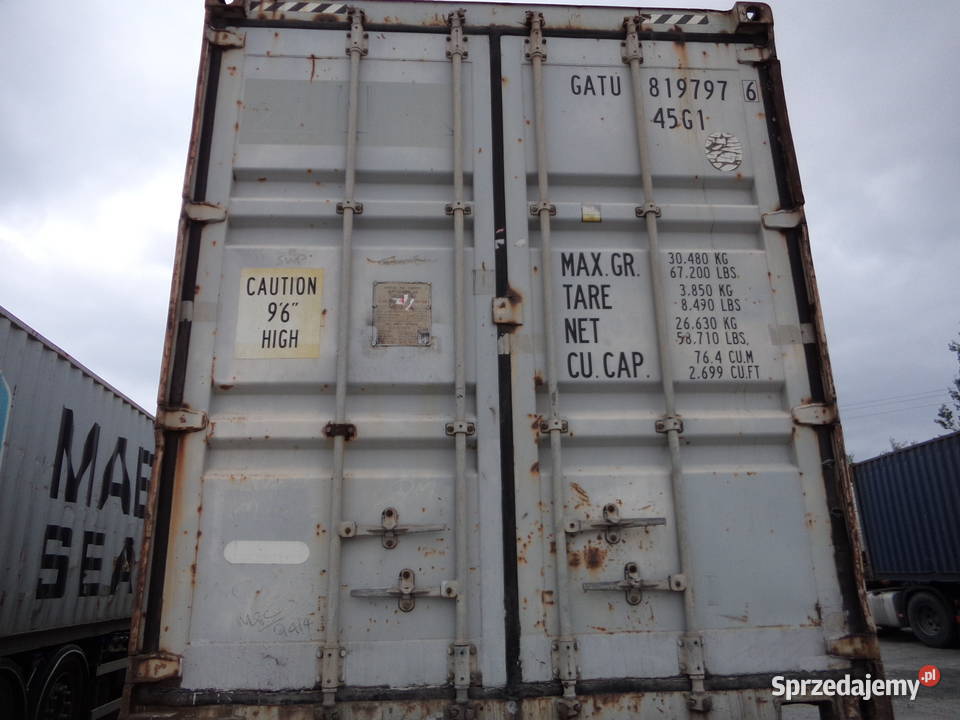 GATU 819797 6
45G1
MAX. GR. 30.480 KG
67.200 LBS.
TARE 3.850 KG
8.490 LBS
NET 26.630 KG
58.710 LBS.
CU. CAP. 76.4 CU.M
2.699 CU.FT
CAUTION
9'6"
HIGH
MAE
SEA
Sprzedajemy.pl